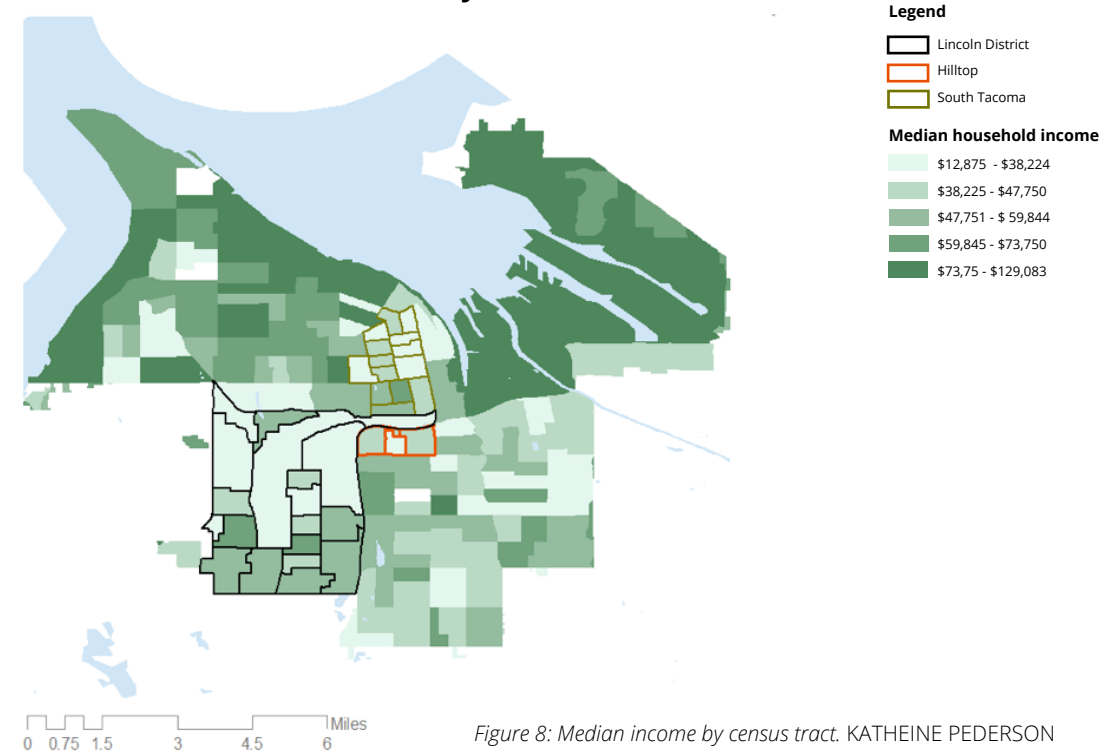 Legend
Lincoln District
Hilltop
South Tacoma
Median household income
$12,875 - $38,224
$38,225 - $47,750
$47,751 - $ 59,844
$59,845 - $73,750
$73,75 - $129,083
Miles
0 0.75 1.5 3 4.5 6
Figure 8: Median income by census tract. KATHEINE PEDERSON